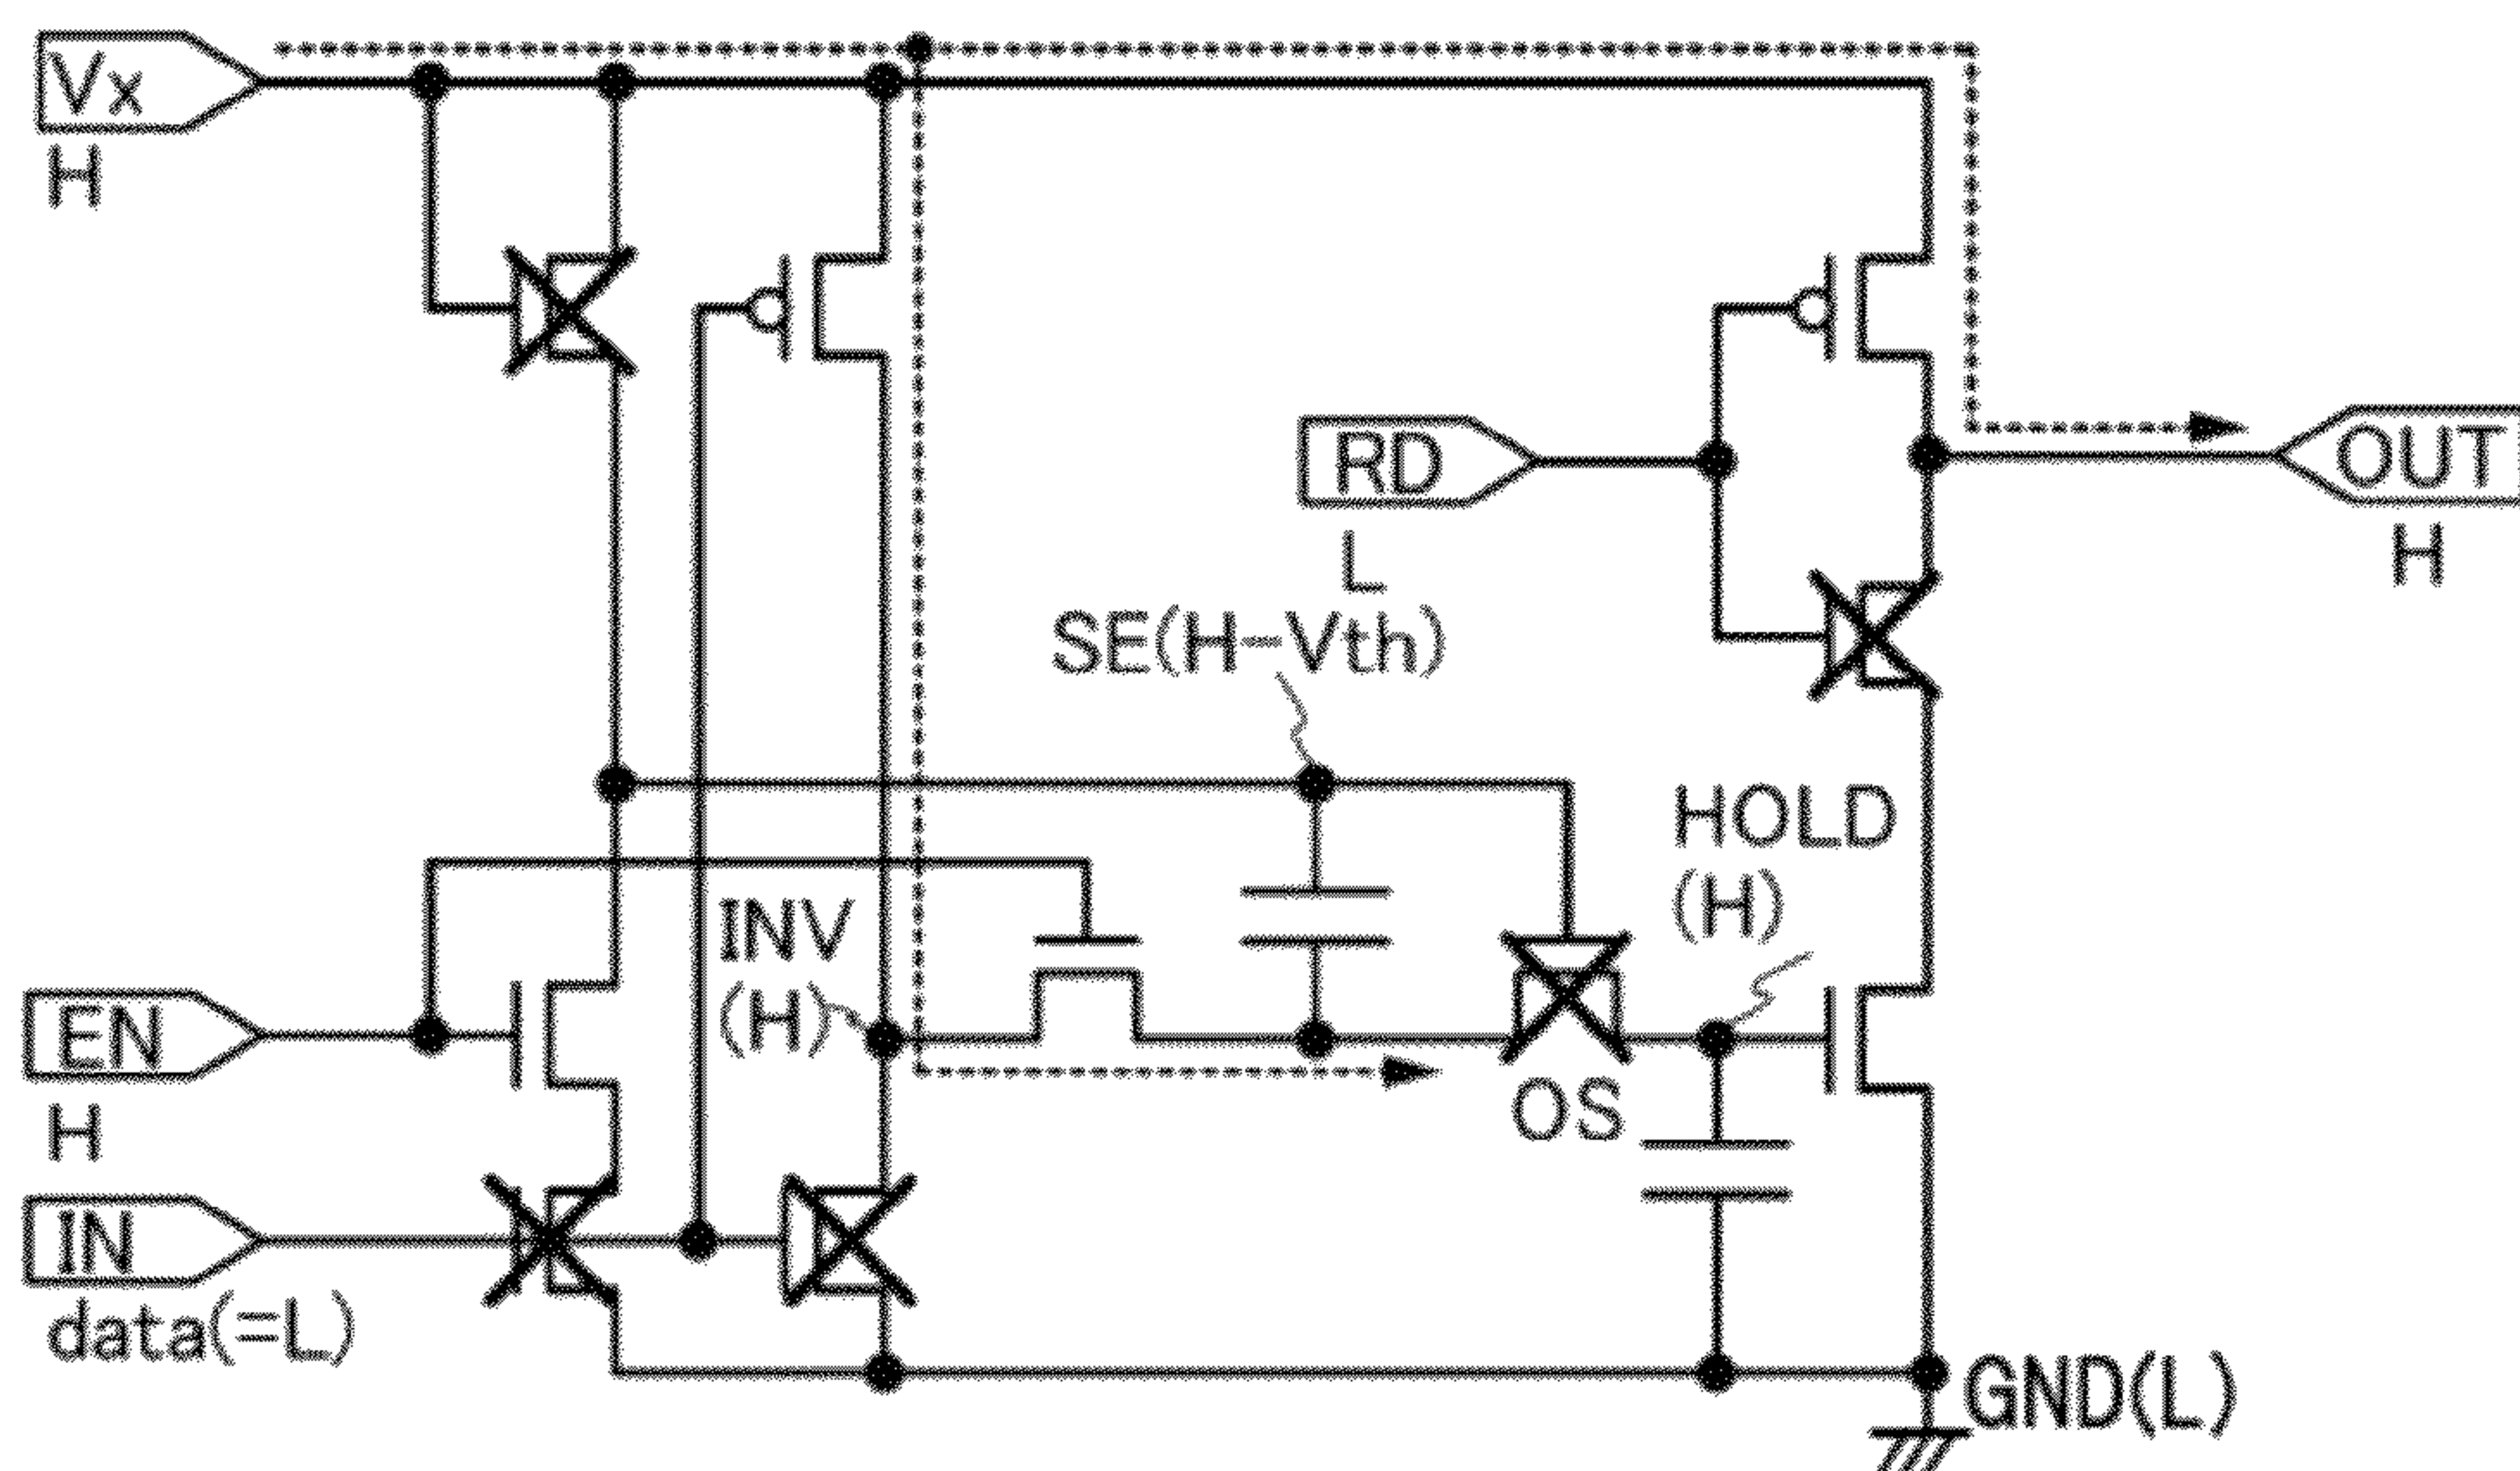 Vx
H
RD
L
OUT
H
SE(H-Vth)
HOLD
(H)
INV
(H)
EN
H
OS
IN
data(=L)
GND(L)